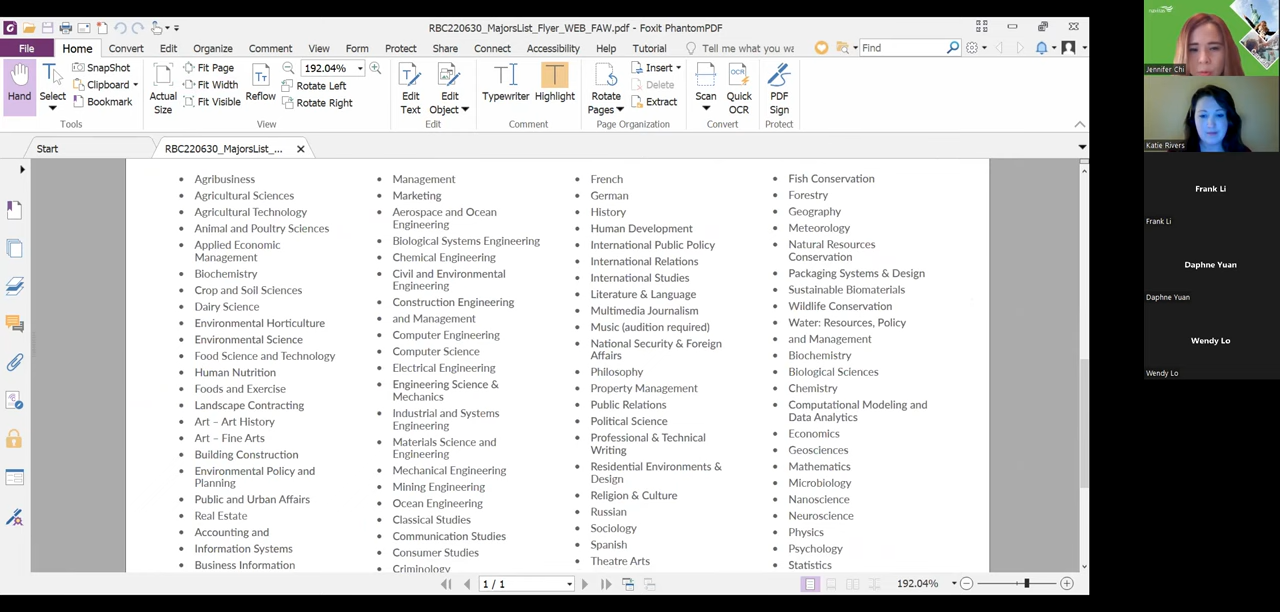 RBC220630_MajorsList_Flyer_WEB_FAW.pdf - Foxit PhantomPDF
File Home Convert Edit Organize Comment View Form Protect Share Connect Accessibility Help Tutorial Tell me what you wa Find
Hand
Select
SnapShot
Clipboard
Bookmark
Tools
Actual
Size
Fit Page
Fit Width
Fit Visible
Reflow
192.04%
Rotate Left
Rotate Right
View
Edit
Text
Edit
Object
Edit
Typewriter
Highlight
Comment
Rotate
Pages
Insert
Delete
Extract
Page Organization
Scan
Quick
OCR
Convert
PDF
Sign
Protect
Start
RBC220630_MajorsList_...
• Agribusiness
• Agricultural Sciences
• Agricultural Technology
• Animal and Poultry Sciences
• Applied Economic
Management
• Biochemistry
• Crop and Soil Sciences
• Dairy Science
• Environmental Horticulture
• Environmental Science
• Food Science and Technology
• Human Nutrition
• Foods and Exercise
• Landscape Contracting
• Art – Art History
• Art – Fine Arts
• Building Construction
• Environmental Policy and
Planning
• Public and Urban Affairs
• Real Estate
• Accounting and
• Information Systems
• Business Information
• Management
• Marketing
• Aerospace and Ocean
Engineering
• Biological Systems Engineering
• Chemical Engineering
• Civil and Environmental
Engineering
• Construction Engineering
• and Management
• Computer Engineering
• Computer Science
• Electrical Engineering
• Engineering Science &
Mechanics
• Industrial and Systems
Engineering
• Materials Science and
Engineering
• Mechanical Engineering
• Mining Engineering
• Ocean Engineering
• Classical Studies
• Communication Studies
• Consumer Studies
• Criminology
• French
• German
• History
• Human Development
• International Public Policy
• International Relations
• International Studies
• Literature & Language
• Multimedia Journalism
• Music (audition required)
• National Security & Foreign
Affairs
• Philosophy
• Property Management
• Public Relations
• Political Science
• Professional & Technical
Writing
• Residential Environments &
Design
• Religion & Culture
• Russian
• Sociology
• Spanish
• Theatre Arts
• Fish Conservation
• Forestry
• Geography
• Meteorology
• Natural Resources
Conservation
• Packaging Systems & Design
• Sustainable Biomaterials
• Wildlife Conservation
• Water: Resources, Policy
• and Management
• Biochemistry
• Biological Sciences
• Chemistry
• Computational Modeling and
Data Analytics
• Economics
• Geosciences
• Mathematics
• Microbiology
• Nanoscience
• Neuroscience
• Physics
• Psychology
• Statistics
1 / 1
192.04%
Jennifer Chi
Katie Rivers
Frank Li
Frank Li
Daphne Yuan
Daphne Yuan
Wendy Lo
Wendy Lo